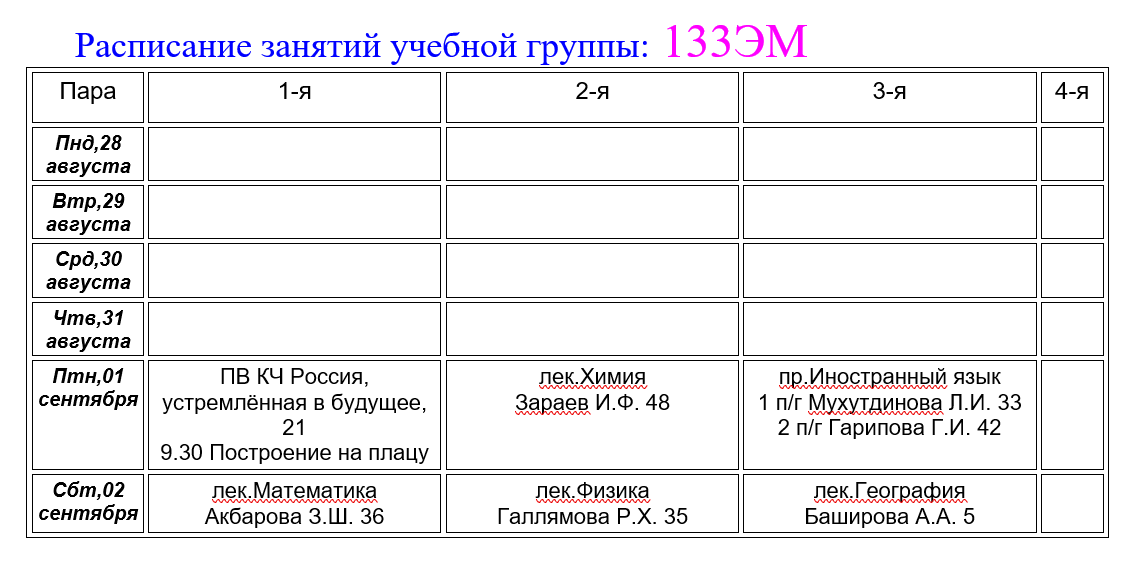 Расписание занятий учебной группы: 133ЭМ
Пара 1-я 2-я 3-я 4-я
Пнд,28
августа
Втр,29
августа
Срд,30
августа
Чтв,31
августа
Птн,01
сентября
ПВ КЧ Россия,
устремлённая в будущее,
21
9.30 Построение на плацу
лек.Химия
Зараев И.Ф. 48
пр.Иностранный язык
1 п/г Мухутдинова Л.И. 33
2 п/г Гарипова Г.И. 42
Сбт,02
сентября
лек.Математика
Акбарова З.Ш. 36
лек.Физика
Галлямова Р.Х. 35
лек.География
Баширова А.А. 5